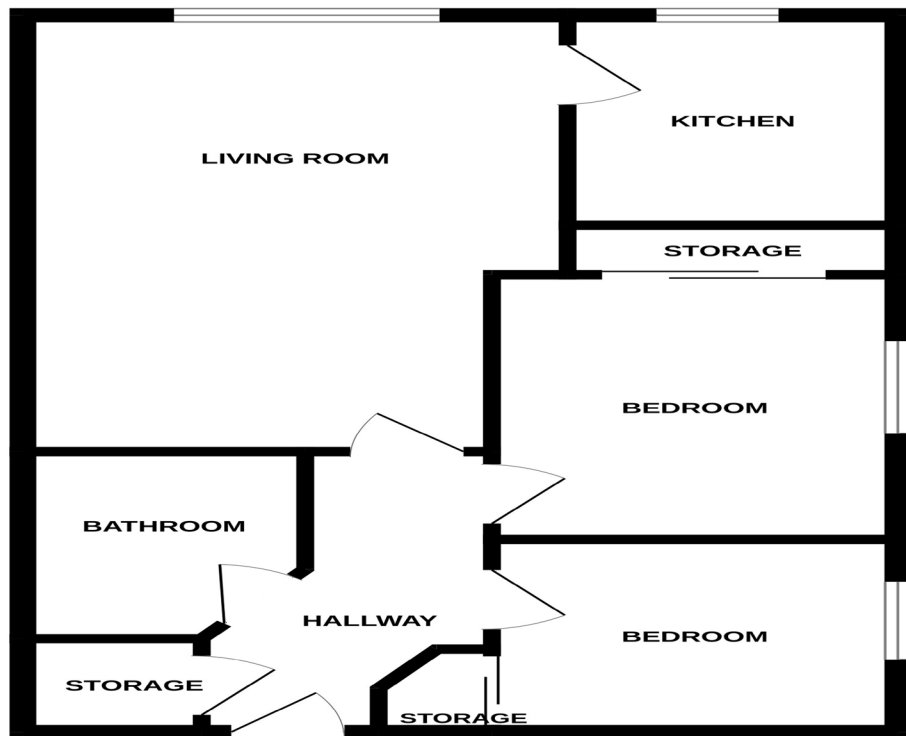 KITCHEN
LIVING ROOM
STORAGE
BEDROOM
BATHROOM
HALLWAY
BEDROOM
STORAGE
STORAGE